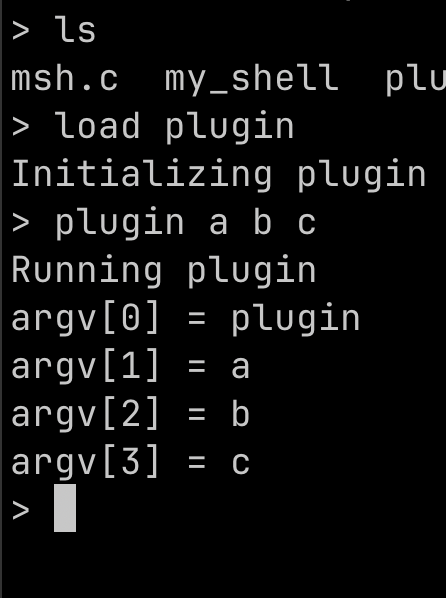 > ls
msh.c  my_shell  plu
> load plugin
Initializing plugin
> plugin a b c
Running plugin
argv[0] = plugin
argv[1] = a
argv[2] = b
argv[3] = c
>